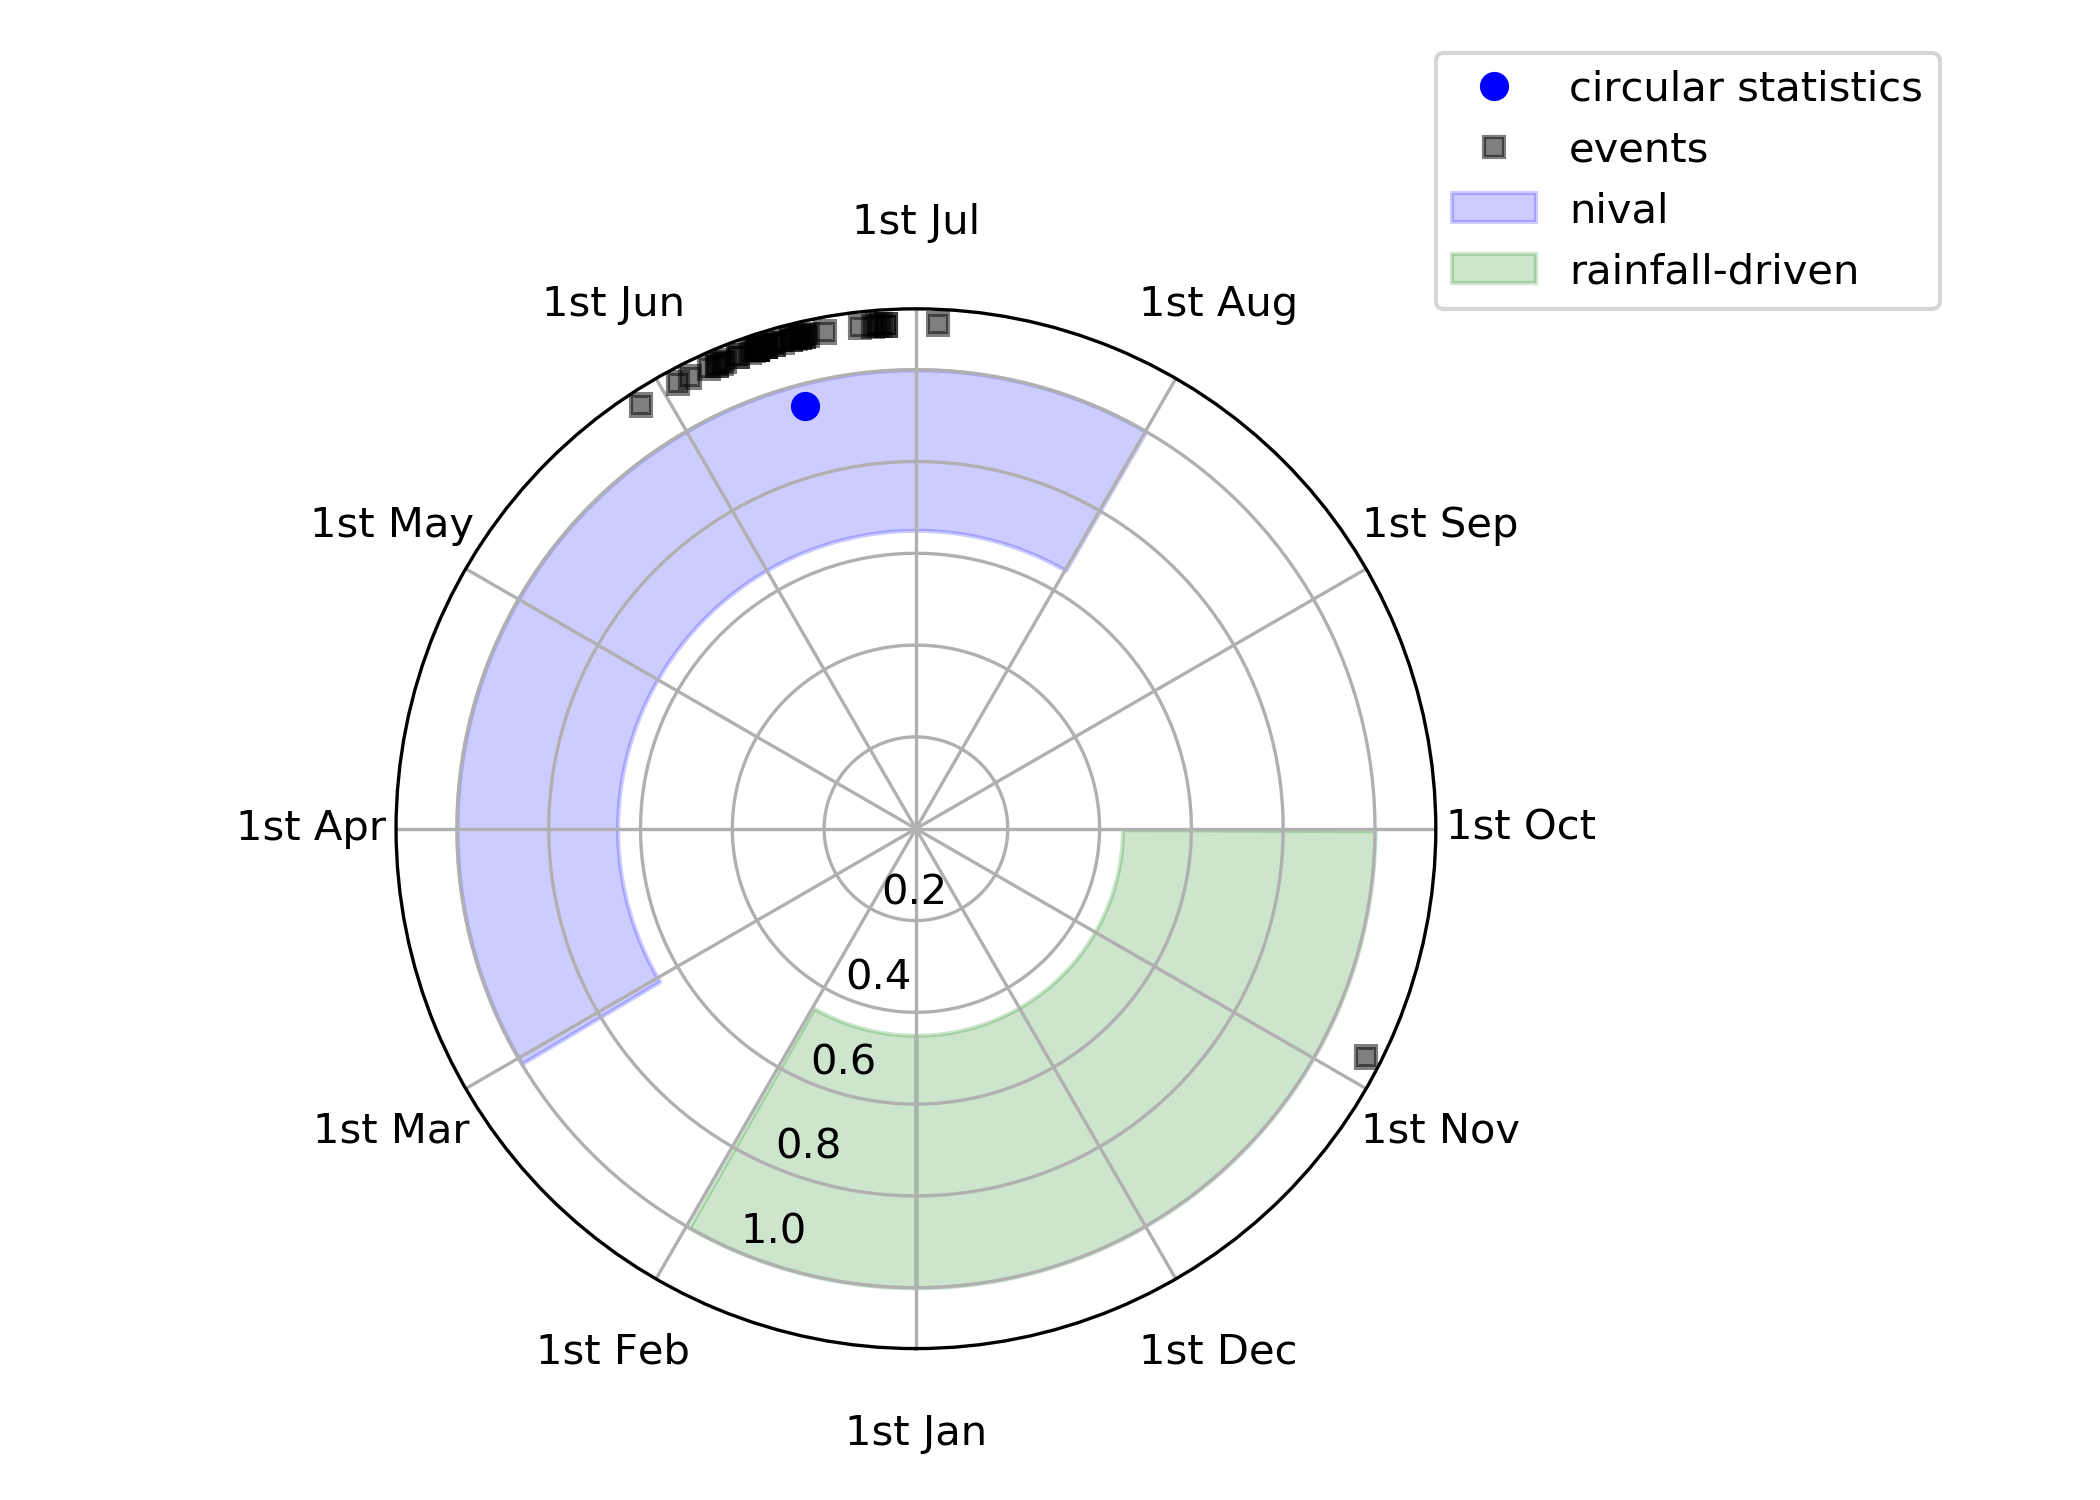 circular statistics
events
nival
rainfall-driven
1st Jul
1st Jun
1st Aug
1st May
1st Sep
1st Apr
1st Oct
0.2
0.4
0.6
0.8
1.0
1st Mar
1st Nov
1st Feb
1st Dec
1st Jan